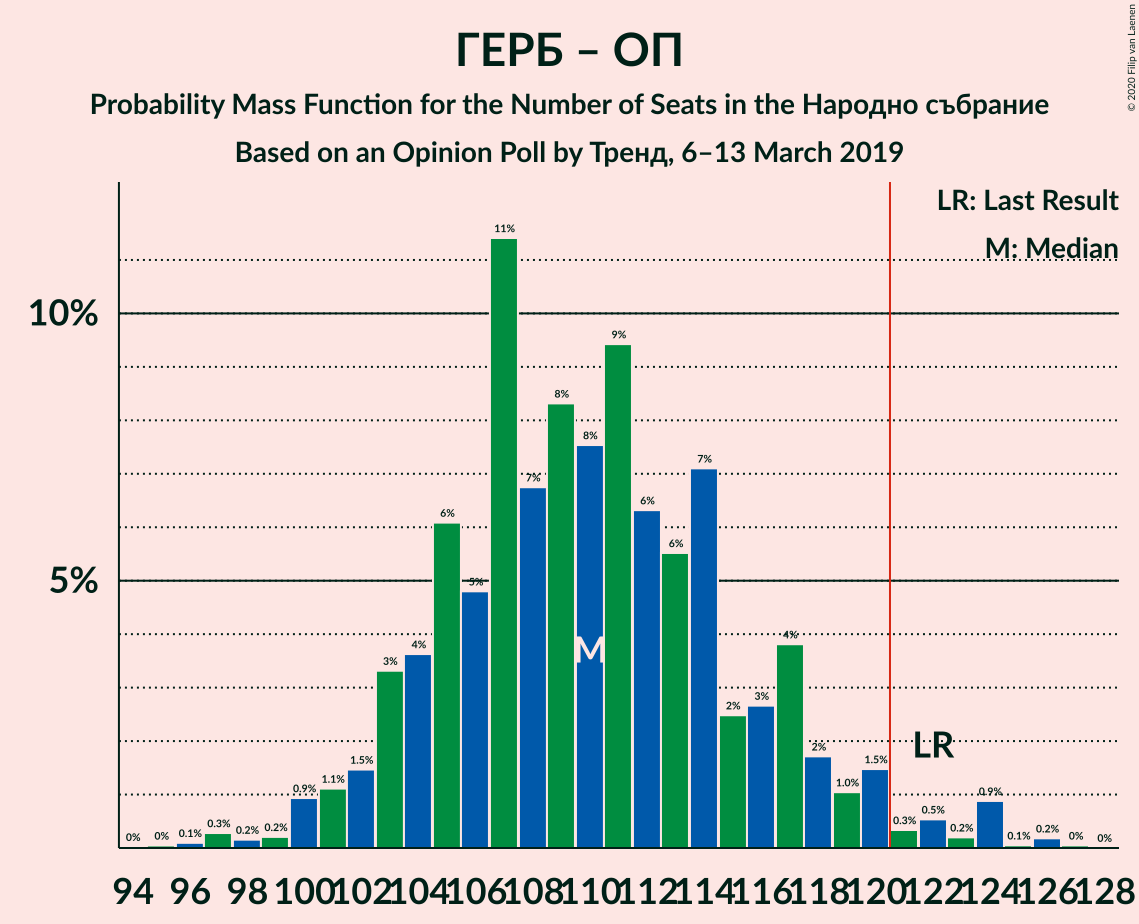 ГЕРБ – ОП
Probability Mass Function for the Number of Seats in the Народно събрание
Based on an Opinion Poll by Тренд, 6–13 March 2019
© 2020 Filip van Laenen
LR: Last Result
M: Median
10%
5%
0% 0% 0.1% 0.3% 0.2% 0.2% 0.9% 1.1% 1.5% 3% 4% 6% 5% 11% 7% 8% 8% 9% 6% 6% 7% 2% 3% 4% 2% 1.0% 1.5% 0.3% 0.5% 0.2% 0.9% 0.1% 0.2% 0% 0%
M
LR
94 96 98 100 102 104 106 108 110 112 114 116 118 120 122 124 126 128